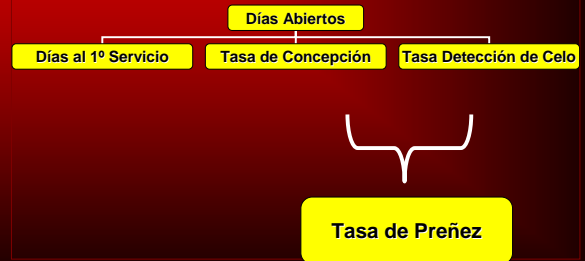 Días Abiertos
Días al 1º Servicio
Tasa de Concepción
Tasa Detección de Celo
Tasa de Preñez